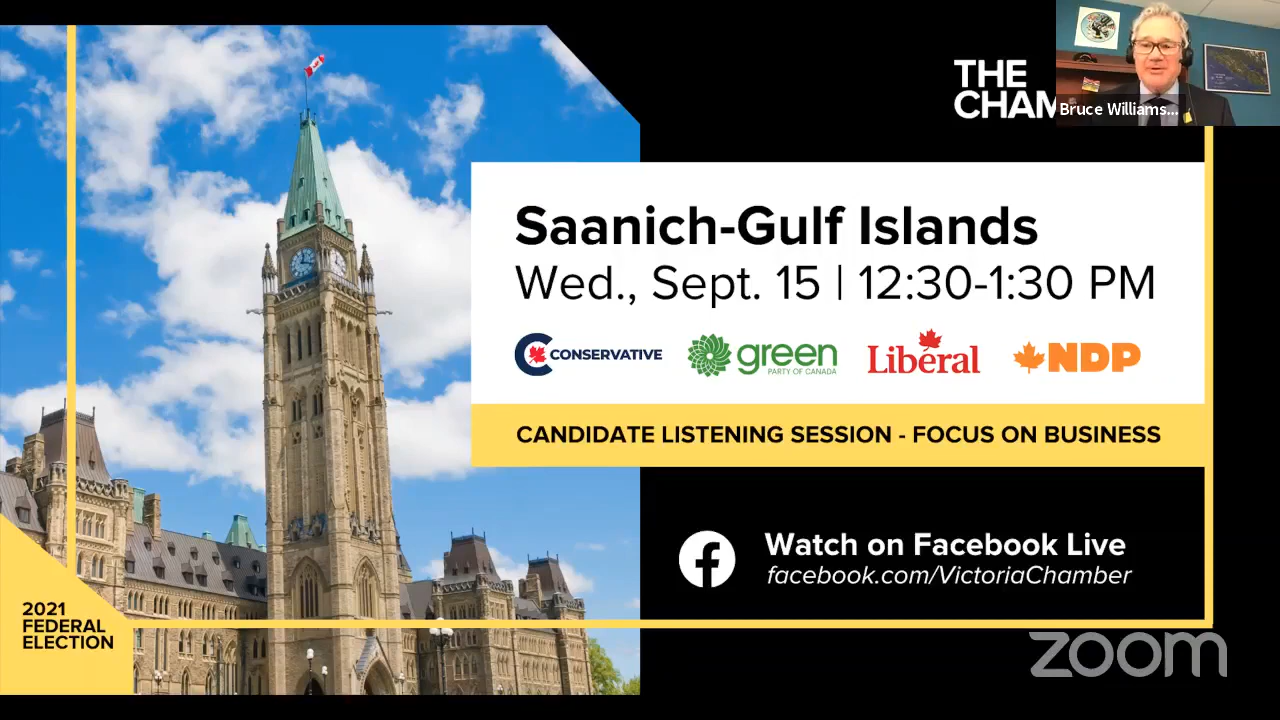 THE
CHAM
Bruce Williams...
Saanich-Gulf Islands
Wed., Sept. 15 | 12:30-1:30 PM
CONSERVATIVE
green
PARTY OF CANADA
Liberal
NDP
CANDIDATE LISTENING SESSION - FOCUS ON BUSINESS
Watch on Facebook Live
facebook.com/VictoriaChamber
2021
FEDERAL
ELECTION
zoom